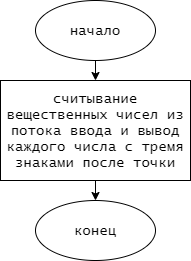 начало
считывание
вещественных чисел из
потока ввода и вывод
каждого числа с тремя
знаками после точки
конец